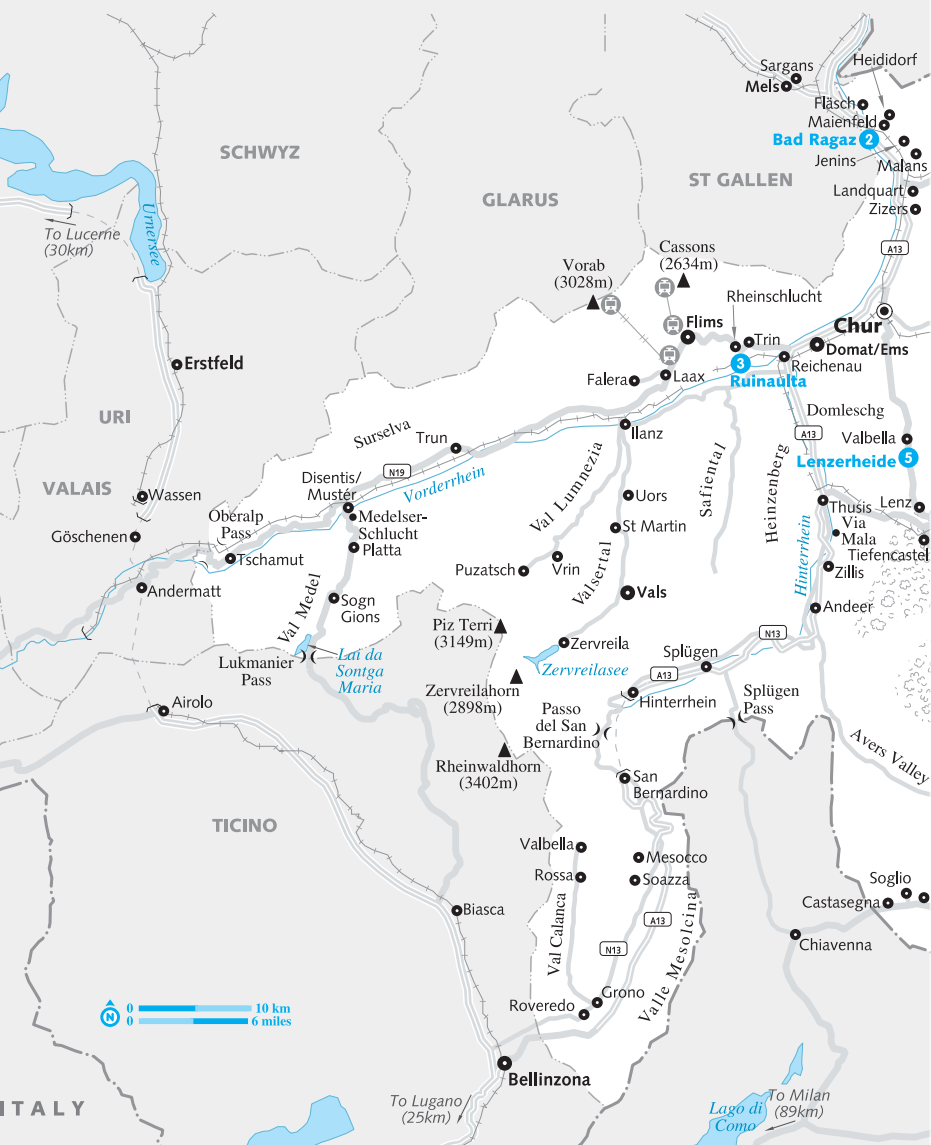 Sargans
Heididorf
Mels
Fläsch
Maienfeld
Bad Ragaz 2
Jenins
Malans
SCHWYZ
ST GALLEN
GLARUS
Landquart
Zizers
Urnersee
To Lucerne
(30km)
A13
Cassons
(2634m)
Vorab
(3028m)
Rheinschlucht
Flims
Chur
Trin
Domat/Ems
Erstfeld
3
Reichenau
Ruinaulta
Falera
Laax
URI
Domleschg
Surselva
Trun
Ilanz
A13
Valbella
Lenzerheide 5
N19
Disentis/
Mustér
Vorderrhein
VALAIS
Wassen
Uors
Val Lumnezia
Safiental
Heinzenberg
Thusis
Lenz
Oberalp
Pass
Medelser-
Schlucht
St Martin
Via
Mala
Göschenen
Platta
Tiefencastel
Tschamut
Vrin
Puzatsch
Valsertal
Hinterrhein
Zillis
Andermatt
Sogn
Gions
Vals
Val Medel
Andeer
Piz Terri
(3149m)
N13
Zervreila
Lukmanier
Pass
Lai da
Sontga
Maria
Zervreilasee
Splügen
A13
Zervreilahorn
(2898m)
Hinterrhein
Splügen
Pass
Airolo
Passo
del San
Bernardino
Avers Valley
Rheinwaldhorn
(3402m)
San
Bernardino
TICINO
Valbella
Mesocco
Rossa
Soazza
Soglio
Castasegna
Biasca
Val Calanca
A13
Valle Mesolcina
Chiavenna
N13
Grono
Roveredo
N
0 10 km
0 6 miles
Bellinzona
ITALY
To Lugano
(25km)
Lago di
Como
To Milan
(89km)